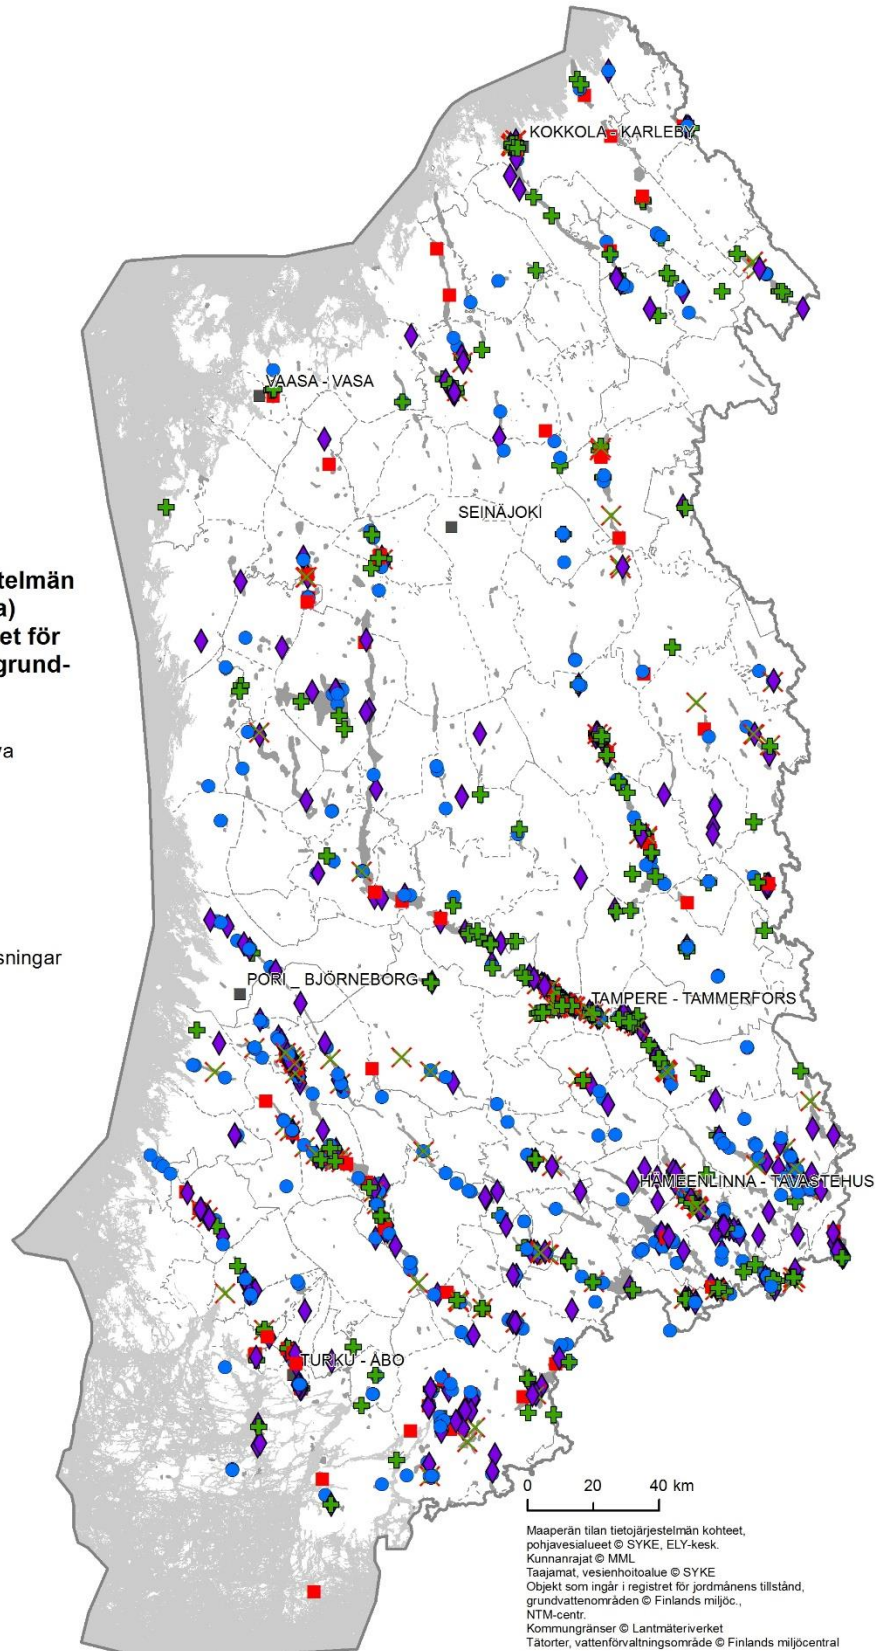 KOKKOLA - KARLEBY
VAASA - VASA
SEINÄJOKI
telmän
a)
et för
grund-
va
sningar
PORI _ BJÖRNEBORG
TAMPERE - TAMMERFORS
HÄMEENLINNA - TAVASTEHUS
TURKU - ÅBO
0 20 40 km
Maaperän tilan tietojärjestelmän kohteet,
pohjavesialueet © SYKE, ELY-kesk.
Kunnanrajat © MML
Taajamat, vesienhoitoalue © SYKE
Objekt som ingår i registret för jordmånens tillstånd,
grundvattenområden © Finlands miljöc.,
NTM-centr.
Kommungränser © Lantmäteriverket
Tätorter, vattenförvaltningsområde © Finlands miljöcentral